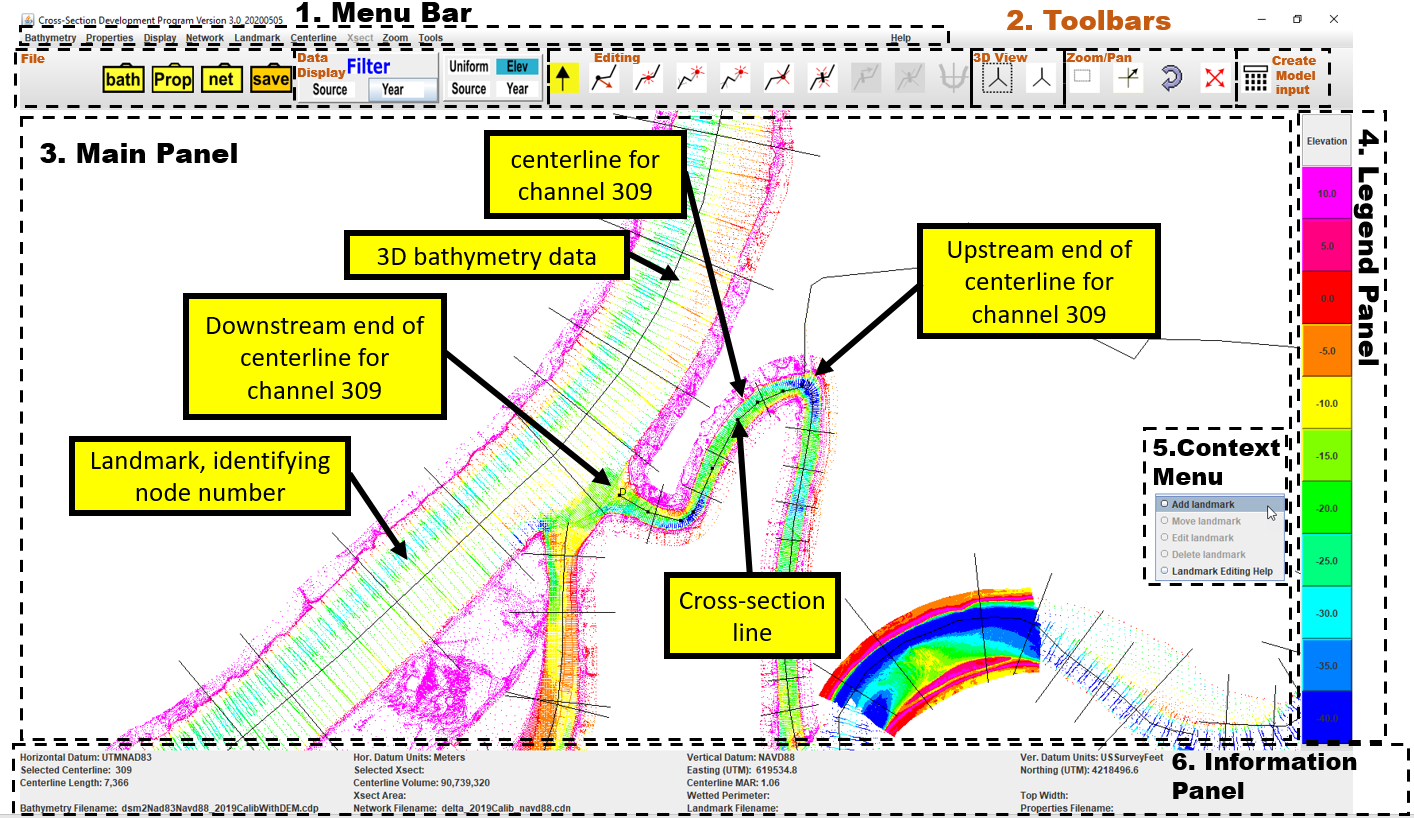 Cross-Section Development Program Version 3.0_20200505
1. Menu Bar
2. Toolbars
Bathymetry Properties Display Network Landmark Centerline Xsect Zoom Tools Help
File
bath Prop net save
Data
Display
Filter
Source Year
Uniform Elev
Source Year
Editing
3D View
Zoom/Pan
Create
Model
input
3. Main Panel
centerline for
channel 309
3D bathymetry data
Upstream end of
centerline for
channel 309
Downstream end of
centerline for
channel 309
Landmark, identifying
node number
Cross-section
line
D
4. Legend Panel
Elevation
10.0
5.0
0.0
-5.0
-10.0
-15.0
-20.0
-25.0
-30.0
-35.0
-40.0
5.Context
Menu
Add landmark
Move landmark
Edit landmark
Delete landmark
Landmark Editing Help
Horizontal Datum: UTMNAD83 Hor. Datum Units: Meters Vertical Datum: NAVD88 Ver. Datum Units: USSurveyFeet
Selected Centerline: 309 Selected Xsect: Easting (UTM): 619534.8 Northing (UTM): 4218496.6
Centerline Length: 7,366 Centerline Volume: 90,739,320 Centerline MAR: 1.06
Xsect Area: Wetted Perimeter: Top Width:
Bathymetry Filename: dsm2Nad83Navd88_2019CalibWithDEM.cdp Network Filename: delta_2019Calib_navd88.cdn Landmark Filename: Properties Filename:
6. Information
Panel